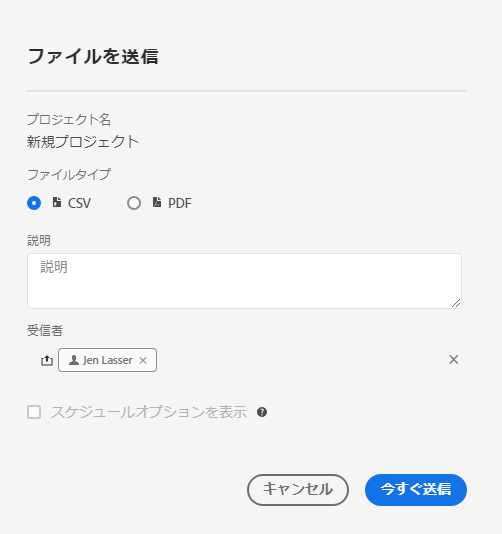 ファイルを送信
プロジェクト名
新規プロジェクト
ファイルタイプ
CSV PDF
説明
説明
受信者
Jen Lasser
スケジュールオプションを表示
キャンセル 今すぐ送信